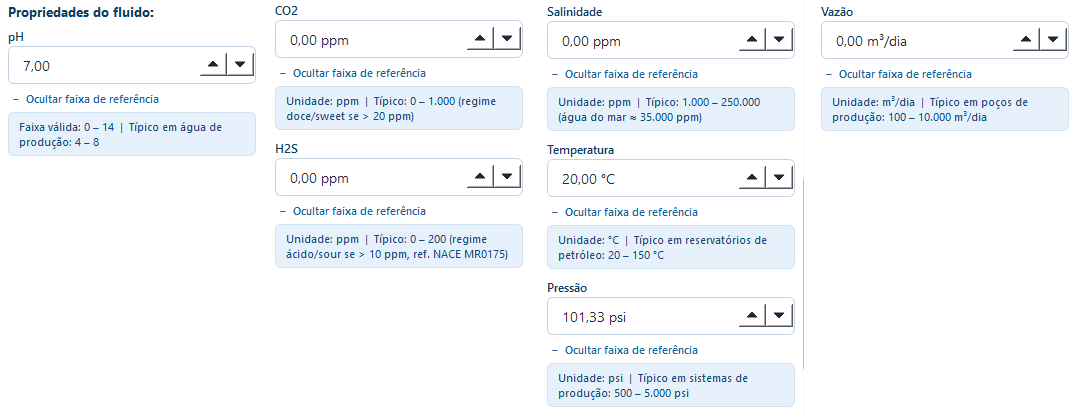 Propriedades do fluido:
pH
7,00
− Ocultar faixa de referência
Faixa válida: 0 – 14 | Típico em água de
produção: 4 – 8
CO2
0,00 ppm
− Ocultar faixa de referência
Unidade: ppm | Típico: 0 – 1.000 (regime
doce/sweet se > 20 ppm)
H2S
0,00 ppm
− Ocultar faixa de referência
Unidade: ppm | Típico: 0 – 200 (regime
ácido/sour se > 10 ppm, ref. NACE MR0175)
Salinidade
0,00 ppm
− Ocultar faixa de referência
Unidade: ppm | Típico: 1.000 – 250.000
(água do mar ≈ 35.000 ppm)
Temperatura
20,00 °C
− Ocultar faixa de referência
Unidade: °C | Típico em reservatórios de
petróleo: 20 – 150 °C
Pressão
101,33 psi
− Ocultar faixa de referência
Unidade: psi | Típico em sistemas de
produção: 500 – 5.000 psi
Vazão
0,00 m³/dia
− Ocultar faixa de referência
Unidade: m³/dia | Típico em poços de
produção: 100 – 10.000 m³/dia